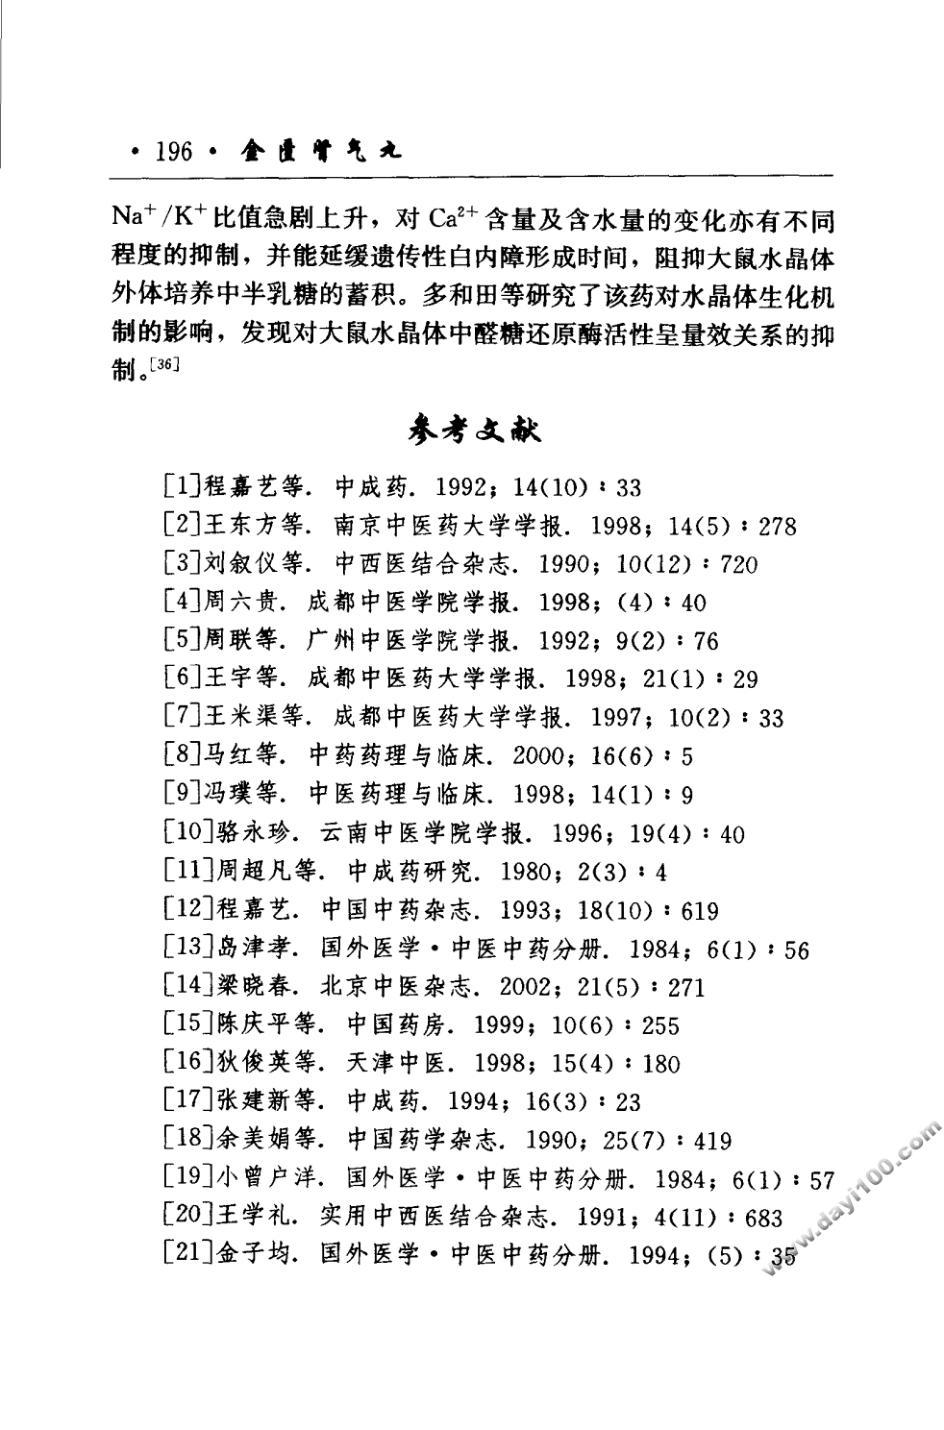 · 196 · 金匮肾气丸
Na⁺/K⁺比值急剧上升，对 Ca²⁺ 含量及含水量的变化亦有不同
程度的抑制，并能延缓遗传性白内障形成时间，阻抑大鼠水晶体
外体培养中半乳糖的蓄积。多和田等研究了该药对水晶体生化机
制的影响，发现对大鼠水晶体中醛糖还原酶活性呈量效关系的抑
制。[36]
参考文献
[1]程嘉艺等．中成药．1992；14(10)：33
[2]王东方等．南京中医药大学学报．1998；14(5)：278
[3]刘叙仪等．中西医结合杂志．1990；10(12)：720
[4]周六贵．成都中医学院学报．1998；(4)：40
[5]周联等．广州中医学院学报．1992；9(2)：76
[6]王宇等．成都中医药大学学报．1998；21(1)：29
[7]王米渠等．成都中医药大学学报．1997；10(2)：33
[8]马红等．中药药理与临床．2000；16(6)：5
[9]冯璞等．中医药理与临床．1998；14(1)：9
[10]骆永珍．云南中医学院学报．1996；19(4)：40
[11]周超凡等．中成药研究．1980；2(3)：4
[12]程嘉艺．中国中药杂志．1993；18(10)：619
[13]岛津孝．国外医学·中医中药分册．1984；6(1)：56
[14]梁晓春．北京中医杂志．2002；21(5)：271
[15]陈庆平等．中国药房．1999；10(6)：255
[16]狄俊英等．天津中医．1998；15(4)：180
[17]张建新等．中成药．1994；16(3)：23
[18]余美娟等．中国药学杂志．1990；25(7)：419
[19]小曾户洋．国外医学·中医中药分册．1984；6(1)：57
[20]王学礼．实用中西医结合杂志．1991；4(11)：683
[21]金子均．国外医学·中医中药分册．1994；(5)：35
www.dayi100.com